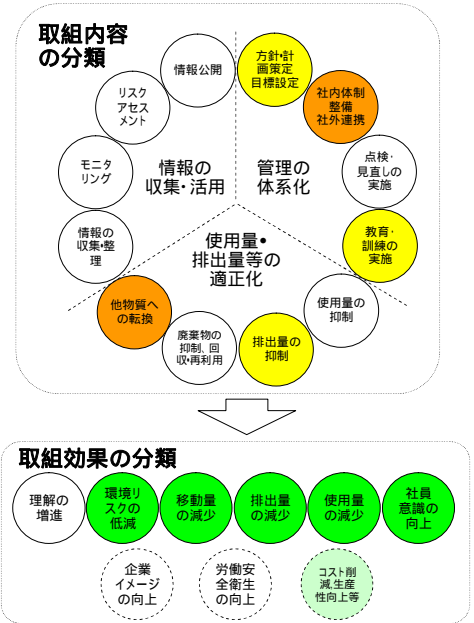 取組内容
の分類
情報公開
方針・計
画策定
目標設定
社内体制
整備
社外連携
点検・
見直しの
実施
教育・
訓練の
実施
使用量の
抑制
排出量の
抑制
廃棄物の
抑制、回
収・再利用
他物質へ
の転換
情報の
収集・整
理
モニタ
リング
リスク
アセス
メント
情報の
収集・活用
管理の
体系化
使用量・
排出量等の
適正化
取組効果の分類
理解の
増進
環境リ
スクの
低減
移動量
の減少
排出量
の減少
使用量
の減少
社員
意識の
向上
企業
イメージ
の向上
労働安
全衛生
の向上
コスト削
減、生産
性向上等